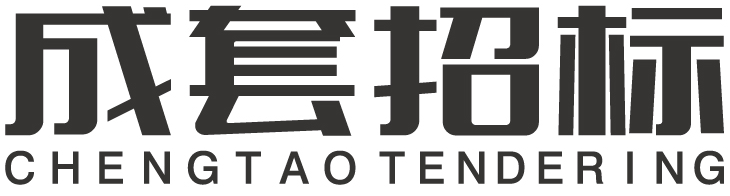 成套招标
CHENGTAO TENDERING